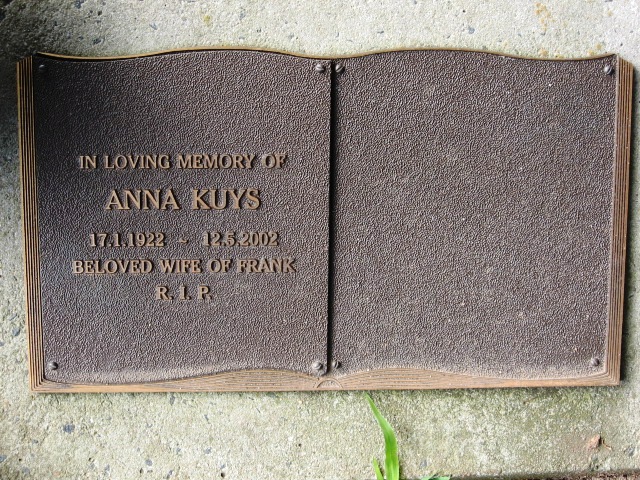 IN LOVING MEMORY OF
ANNA KUYS
17.1.1922 ~ 12.5.2002
BELOVED WIFE OF FRANK
R. I. P.